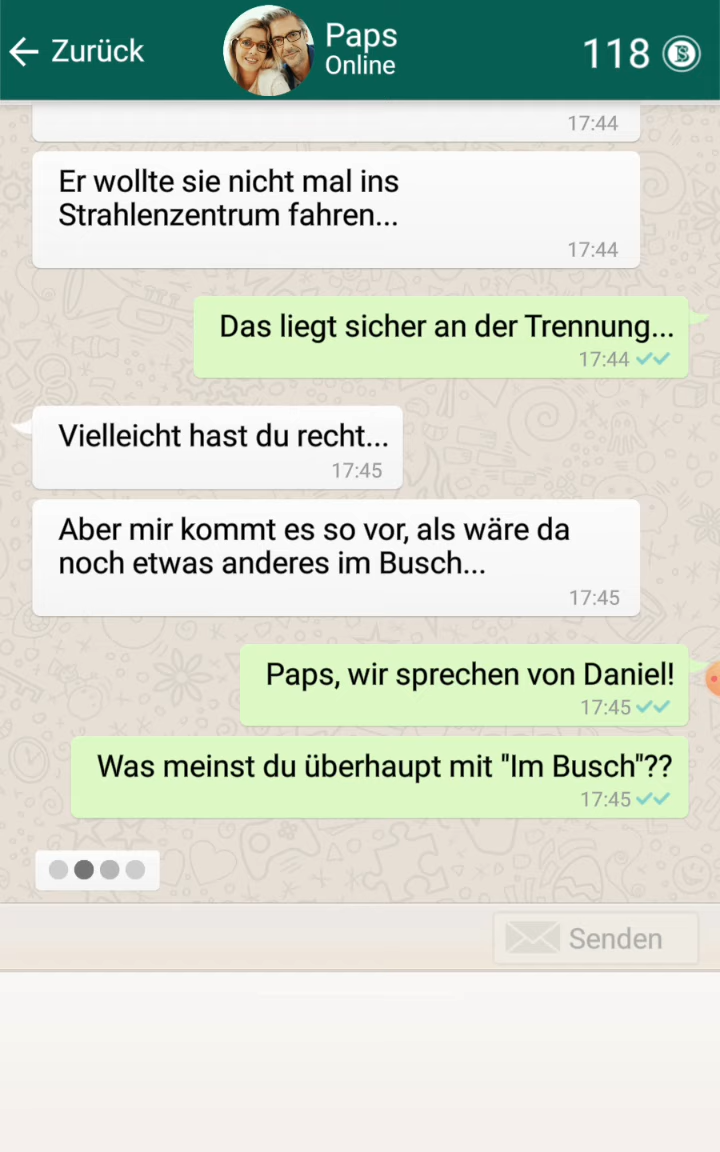 Zurück
Paps
Online
118
17:44
Er wollte sie nicht mal ins
Strahlenzentrum fahren...
17:44
Das liegt sicher an der Trennung...
17:44
Vielleicht hast du recht...
17:45
Aber mir kommt es so vor, als wäre da
noch etwas anderes im Busch...
17:45
Paps, wir sprechen von Daniel!
17:45
Was meinst du überhaupt mit "Im Busch"??
17:45
Senden